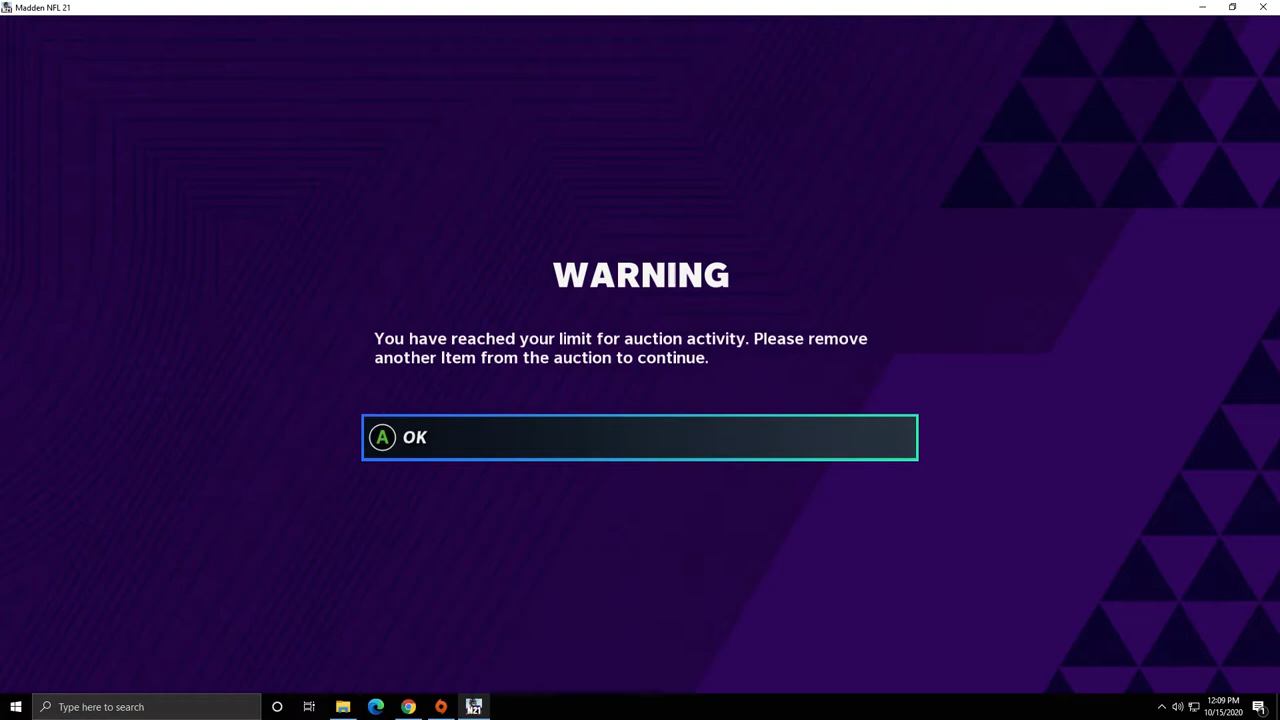 Madden NFL 21
WARNING
You have reached your limit for auction activity. Please remove
another Item from the auction to continue.
A OK
Type here to search
12:09 PM
10/15/2020